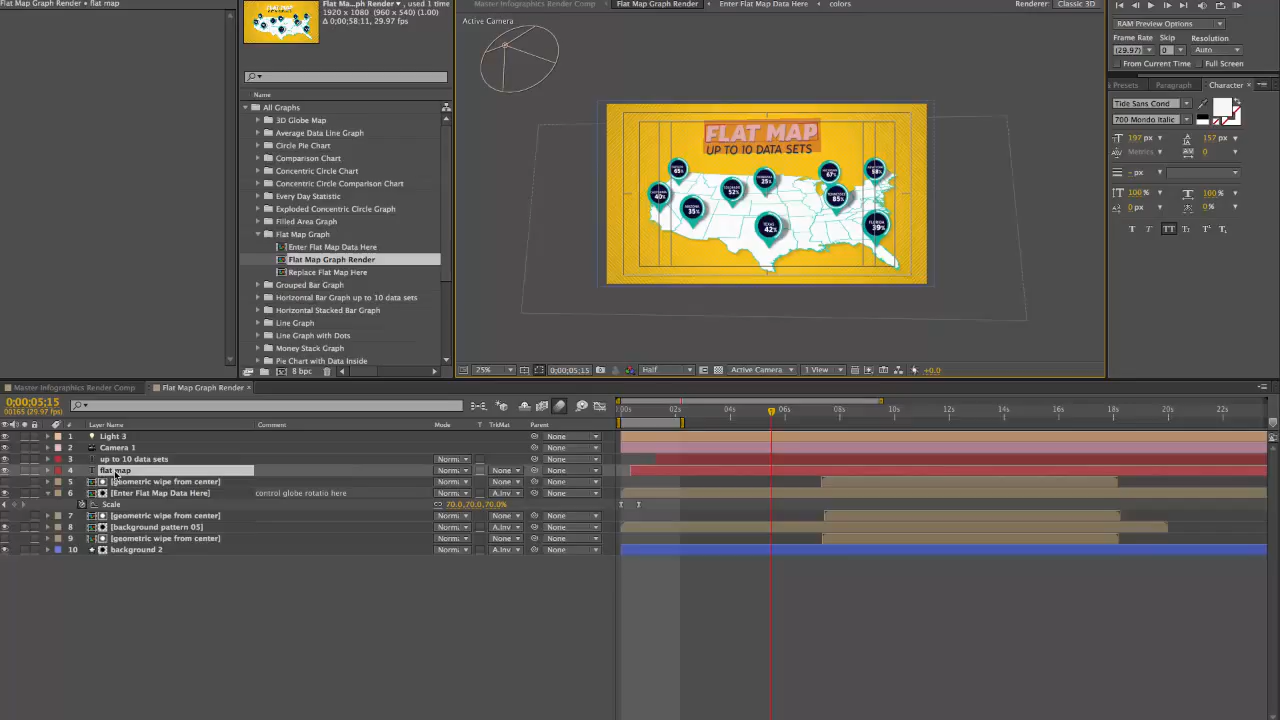 Flat Map Graph Render • flat map
Flat Ma...ph Render ▾, used 1 time
1920 x 1080 (960 x 540) (1.00)
Δ 0;00;58;11, 29.97 fps
Master Infographics Render Comp
Flat Map Graph Render
Enter Flat Map Data Here
colors
Renderer:
Classic 3D
Active Camera
RAM Preview Options
Frame Rate
Skip
Resolution
(29.97)
0
Auto
From Current Time
Full Screen
Presets
Paragraph
Character
Tide Sans Cond
700 Mondo Italic
197 px
157 px
Metrics
0
- px
100 %
100 %
0 px
0 %
Name
All Graphs
3D Globe Map
Average Data Line Graph
Circle Pie Chart
Comparison Chart
Concentric Circle Chart
Concentric Circle Comparison Chart
Every Day Statistic
Exploded Concentric Circle Graph
Filled Area Graph
Flat Map Graph
Enter Flat Map Data Here
Flat Map Graph Render
Replace Flat Map Here
Grouped Bar Graph
Horizontal Bar Graph up to 10 data sets
Horizontal Stacked Bar Graph
Line Graph
Line Graph with Dots
Money Stack Graph
Pie Chart with Data Inside
8 bpc
FLAT MAP
UP TO 10 DATA SETS
65%
40%
ARIZONA
35%
COLORADO
52%
25%
TEXAS
42%
67%
TENNESSEE
85%
58%
FLORIDA
39%
25%
0;00;05;15
Half
Active Camera
1 View
+0.0
Master Infographics Render Comp
Flat Map Graph Render
0;00;05;15
00165 (29.97 fps)
#
Layer Name
Comment
Mode
T
TrkMat
Parent
:00s
02s
04s
06s
08s
10s
12s
14s
16s
18s
20s
22s
1
Light 3
None
2
Camera 1
None
3
up to 10 data sets
Norm
None
4
flat map
Norm
None
None
5
[geometric wipe from center]
Norm
None
None
6
[Enter Flat Map Data Here]
control globe rotatio here
Norm
A.Inv
None
Scale
70.0,70.0,70.0%
7
[geometric wipe from center]
Norm
None
None
8
[background pattern 05]
Norm
A.Inv
None
9
[geometric wipe from center]
Norm
None
None
10
background 2
Norm
A.Inv
None